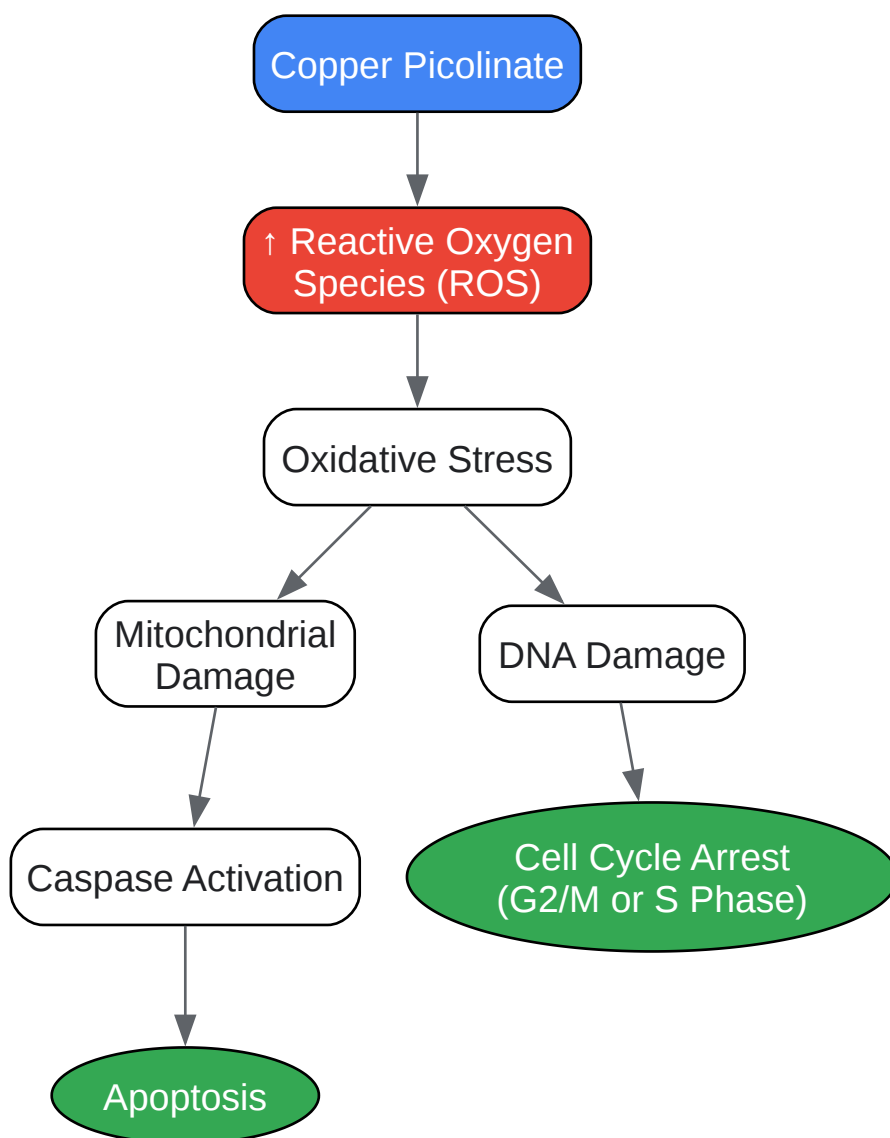 Copper Picolinate
↑ Reactive Oxygen
Species (ROS)
Oxidative Stress
Mitochondrial
Damage
DNA Damage
Caspase Activation
Cell Cycle Arrest
(G2/M or S Phase)
Apoptosis